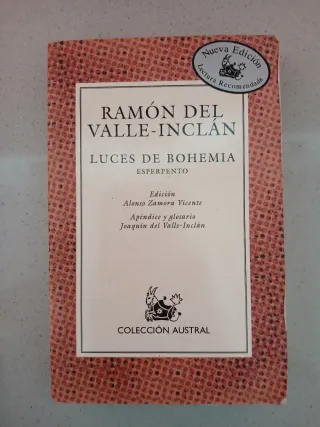 Nueva Edición
Lectura Recomendada
RAMÓN DEL
VALLE-INCLÁN
LUCES DE BOHEMIA
ESPERPENTO
Edición
Alonso Zamora Vicente
Apéndice y glosario
Joaquín del Valle-Inclán
COLECCIÓN AUSTRAL